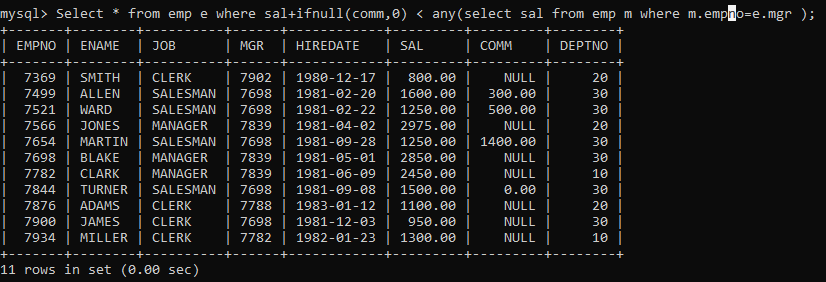 mysql> Select * from emp e where sal+ifnull(comm,0) < any(select sal from emp m where m.empno=e.mgr );
+-------+--------+----------+------+------------+---------+---------+--------+
| EMPNO | ENAME  | JOB      | MGR  | HIREDATE   | SAL     | COMM    | DEPTNO |
+-------+--------+----------+------+------------+---------+---------+--------+
|  7369 | SMITH  | CLERK    | 7902 | 1980-12-17 |  800.00 |    NULL |     20 |
|  7499 | ALLEN  | SALESMAN | 7698 | 1981-02-20 | 1600.00 |  300.00 |     30 |
|  7521 | WARD   | SALESMAN | 7698 | 1981-02-22 | 1250.00 |  500.00 |     30 |
|  7566 | JONES  | MANAGER  | 7839 | 1981-04-02 | 2975.00 |    NULL |     20 |
|  7654 | MARTIN | SALESMAN | 7698 | 1981-09-28 | 1250.00 | 1400.00 |     30 |
|  7698 | BLAKE  | MANAGER  | 7839 | 1981-05-01 | 2850.00 |    NULL |     30 |
|  7782 | CLARK  | MANAGER  | 7839 | 1981-06-09 | 2450.00 |    NULL |     10 |
|  7844 | TURNER | SALESMAN | 7698 | 1981-09-08 | 1500.00 |    0.00 |     30 |
|  7876 | ADAMS  | CLERK    | 7788 | 1983-01-12 | 1100.00 |    NULL |     20 |
|  7900 | JAMES  | CLERK    | 7698 | 1981-12-03 |  950.00 |    NULL |     30 |
|  7934 | MILLER | CLERK    | 7782 | 1982-01-23 | 1300.00 |    NULL |     10 |
+-------+--------+----------+------+------------+---------+---------+--------+
11 rows in set (0.00 sec)